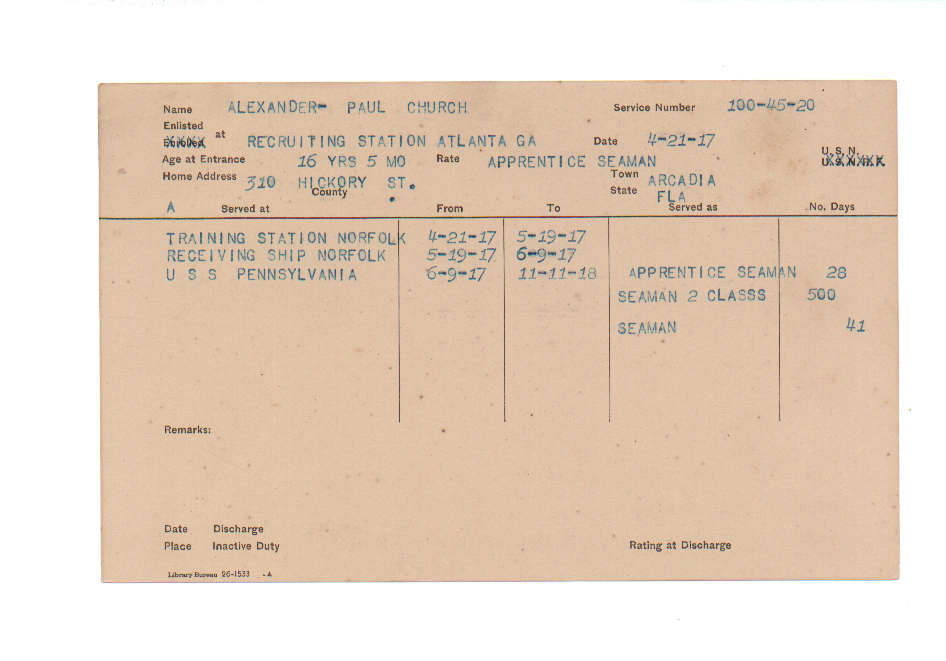 Name ALEXANDER- PAUL CHURCH Service Number 100-45-20
Enlisted
Enrolled at RECRUITING STATION ATLANTA GA Date 4-21-17
Age at Entrance 16 YRS 5 MO Rate APPRENTICE SEAMAN U. S. N.
U. S. N. R. F.
Home Address 310 HICKORY ST. Town ARCADIA
County State FLA
A Served at From To Served as No. Days
TRAINING STATION NORFOLK 4-21-17 5-19-17
RECEIVING SHIP NORFOLK 5-19-17 6-9-17
U S S PENNSYLVANIA 6-9-17 11-11-18 APPRENTICE SEAMAN 28
SEAMAN 2 CLASSS 500
SEAMAN 41
Remarks:
Date Discharge
Place Inactive Duty Rating at Discharge
Library Bureau 26-1533 -A